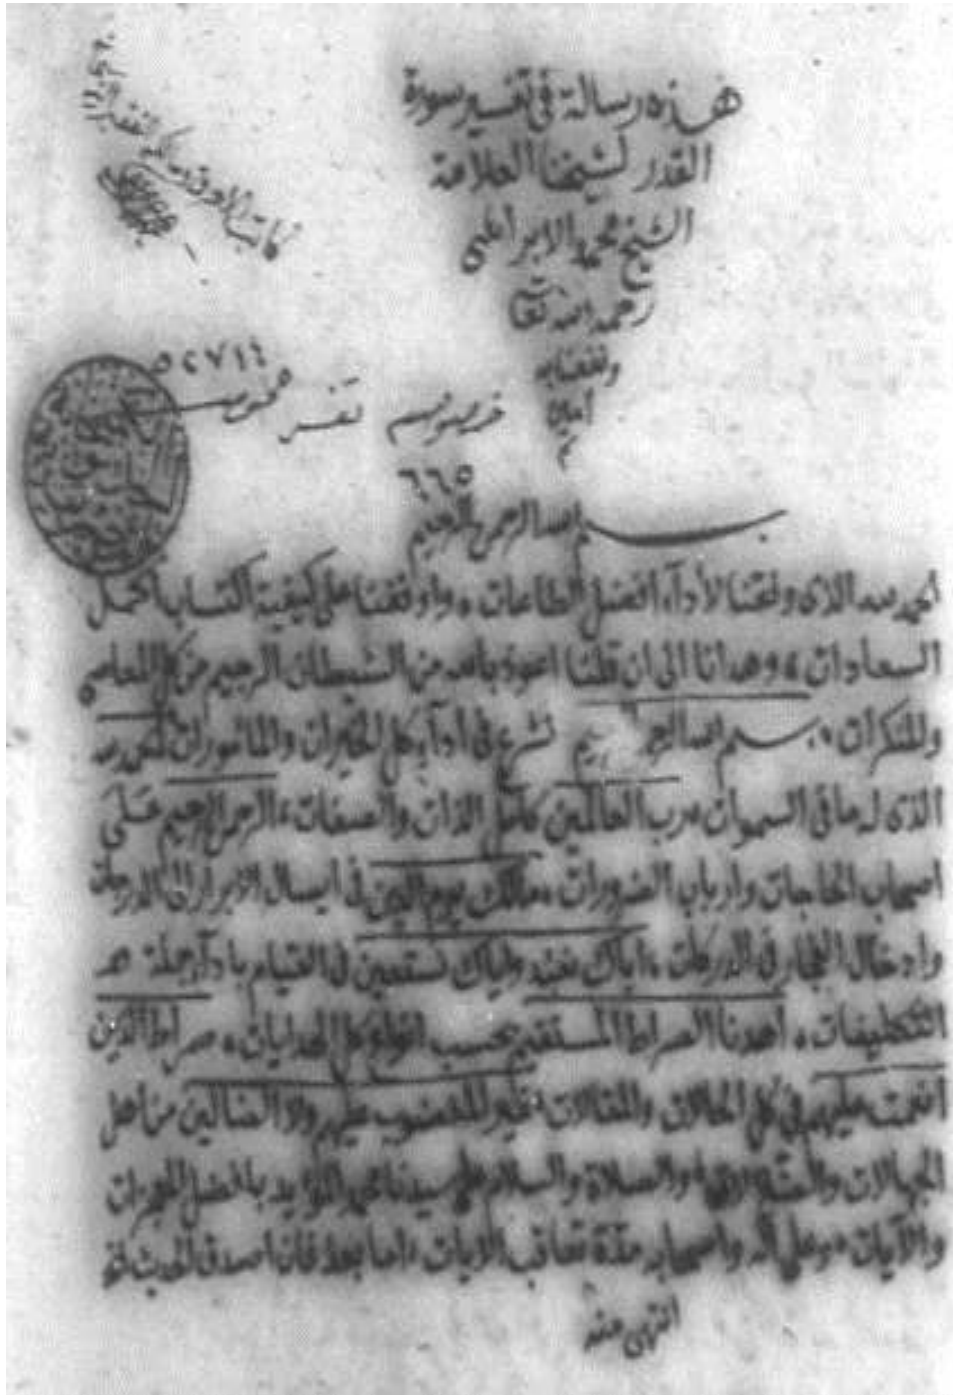 هذه رسالة في تفسير سورة
القدر لشيخنا العلامة
الشيخ محمد الابراهيمي
رحمه الله تعا
ونفعنا به
امين
م
٥٢٧١٤
تفسير
٦٦٥
بسم الله الرحمن الرحيم
الحمد لله الذي وفقنا لأداء افضل الطاعات، واوقفنا على كيفية اكتساب اكمل
السعادات، وهدانا الى ان قلنا اعوذ بالله من الشيطان الرجيم من كل المعاصي
والمنكرات، بسم الله الرحيم نشرع في اداء كل الخيرات والمأمورات الحمد لله
الذي له ما في السموات رب العالمين كامل الذات والصفات، الرحمن الرحيم على
اصحاب الحاجات وارباب الضرورات، مالك يوم الدين في ايصال الابرار الى الدرجات
وادخال الفجار في الدركات، اياك نعبد واياك نستعين في القيام باداء جملة
التكليفات، اهدنا الصراط المستقيم بحسب انواع كل الهدايات، صراط الذين
انعمت عليهم في كل الحالات والمقالات غير المغضوب عليهم ولا الضالين من اهل
الجهالات والصلاة والسلام على سيدنا محمد المؤيد بافضل المعجزات
والآيات، وعلى آله واصحابه مدة تعاقب الاوقات، اما بعد فان اصدق الحديث
انتهى منه